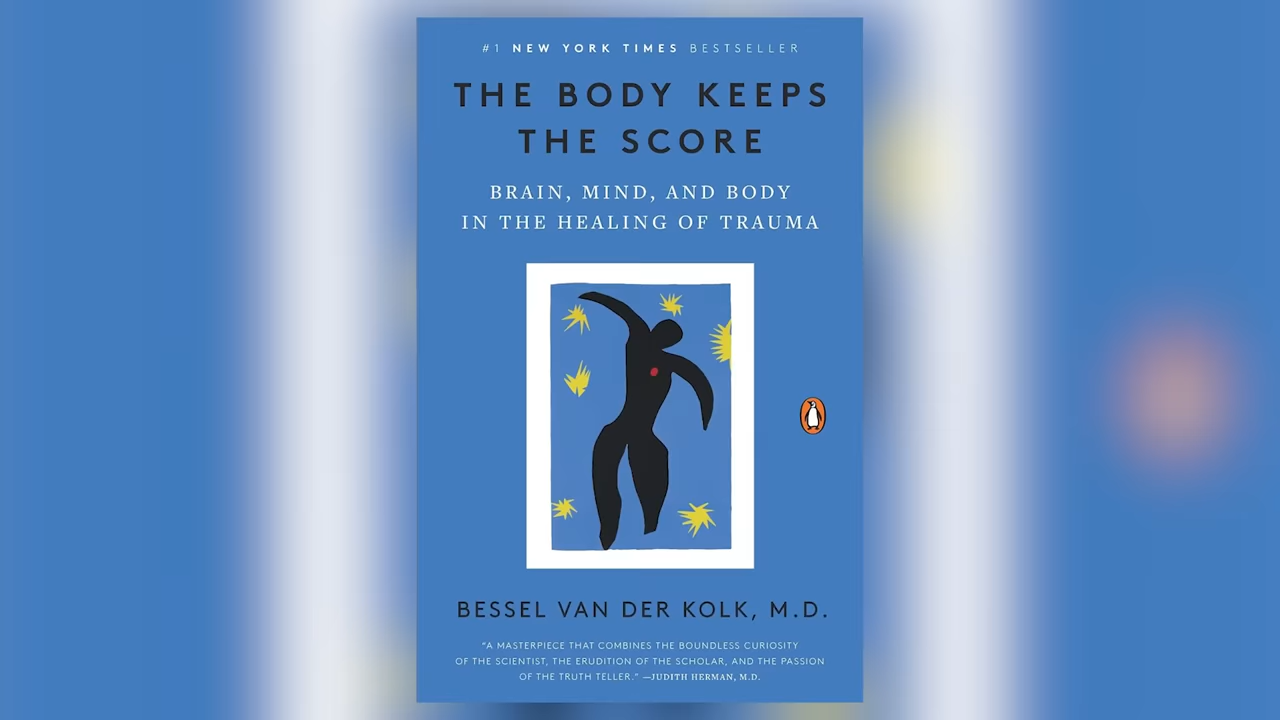 #1 NEW YORK TIMES BESTSELLER
THE BODY KEEPS
THE SCORE
BRAIN, MIND, AND BODY
IN THE HEALING OF TRAUMA
BESSEL VAN DER KOLK, M.D.
"A MASTERPIECE THAT COMBINES THE BOUNDLESS CURIOSITY
OF THE SCIENTIST, THE ERUDITION OF THE SCHOLAR, AND THE PASSION
OF THE TRUTH TELLER." —JUDITH HERMAN, M.D.